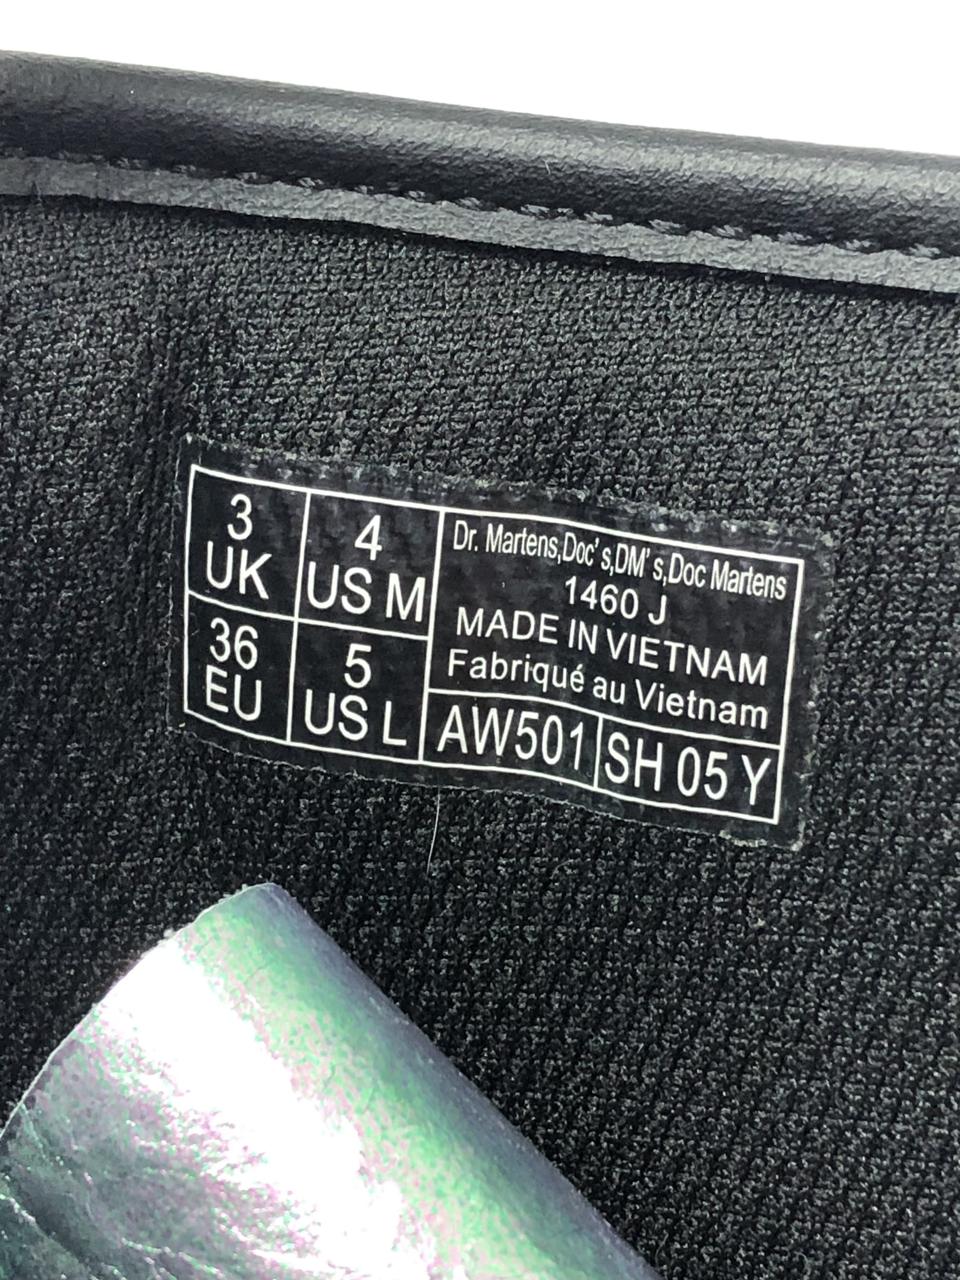 3
UK
4
US M
36
EU
5
US L
Dr. Martens,Doc's,DM's,Doc Martens
1460 J
MADE IN VIETNAM
Fabriqué au Vietnam
AW501
SH 05 Y